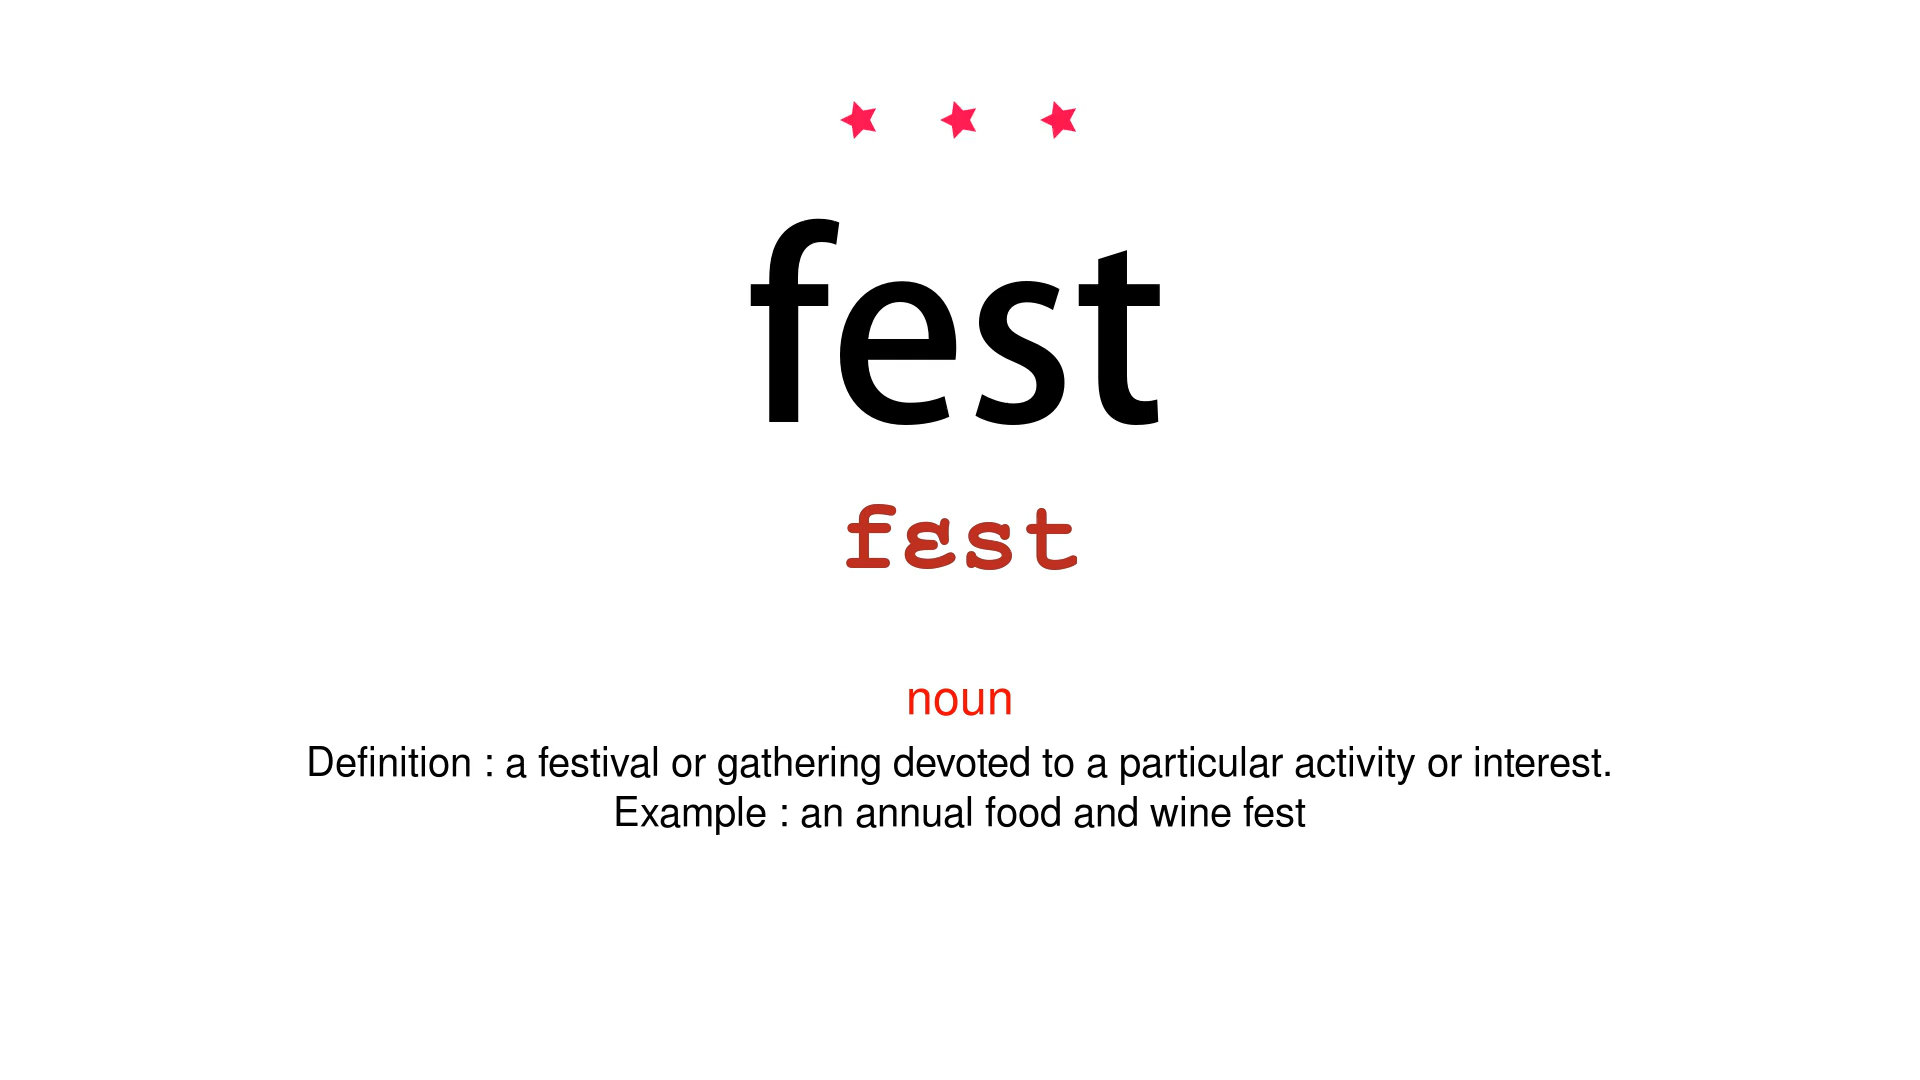 fest
fɛst
noun
Definition : a festival or gathering devoted to a particular activity or interest.
Example : an annual food and wine fest